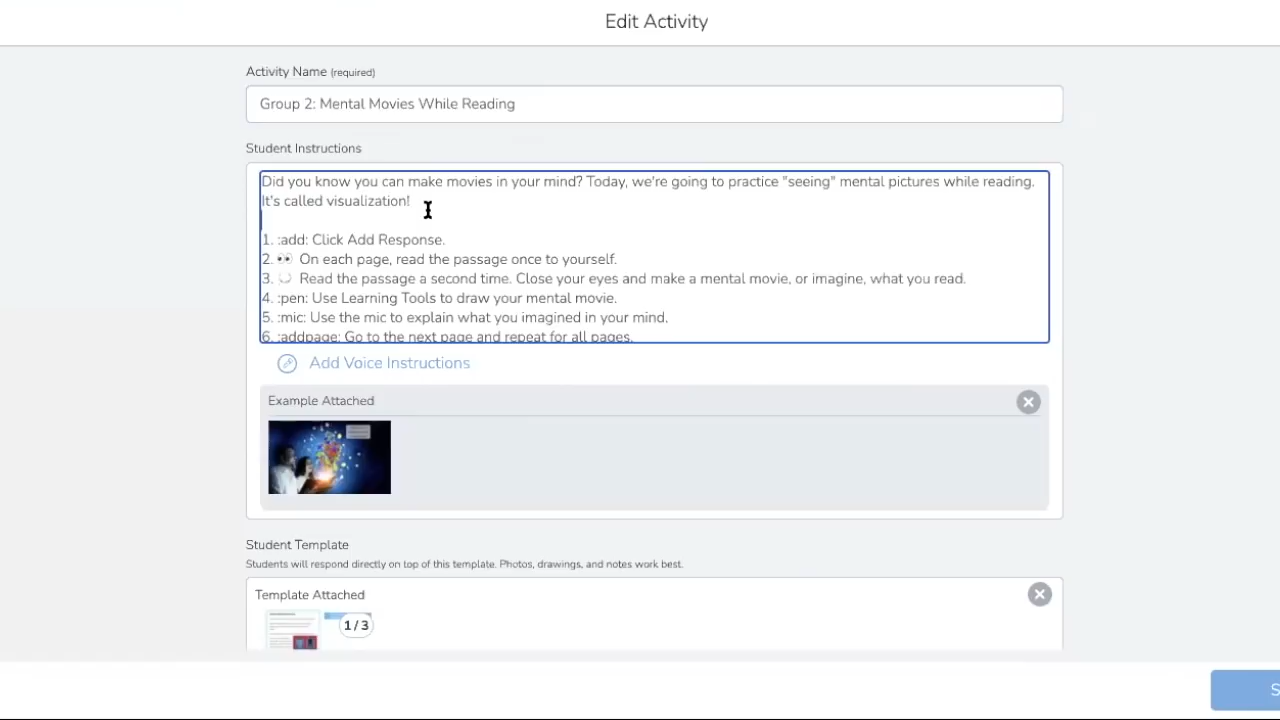 Edit Activity
Activity Name (required)
Group 2: Mental Movies While Reading
Student Instructions
Did you know you can make movies in your mind? Today, we're going to practice "seeing" mental pictures while reading.
It's called visualization!
1. :add: Click Add Response.
2. 👀 On each page, read the passage once to yourself.
3. Read the passage a second time. Close your eyes and make a mental movie, or imagine, what you read.
4. :pen: Use Learning Tools to draw your mental movie.
5. :mic: Use the mic to explain what you imagined in your mind.
6. :addpage: Go to the next page and repeat for all pages.
Add Voice Instructions
Example Attached
Student Template
Students will respond directly on top of this template. Photos, drawings, and notes work best.
Template Attached
1 / 3
S